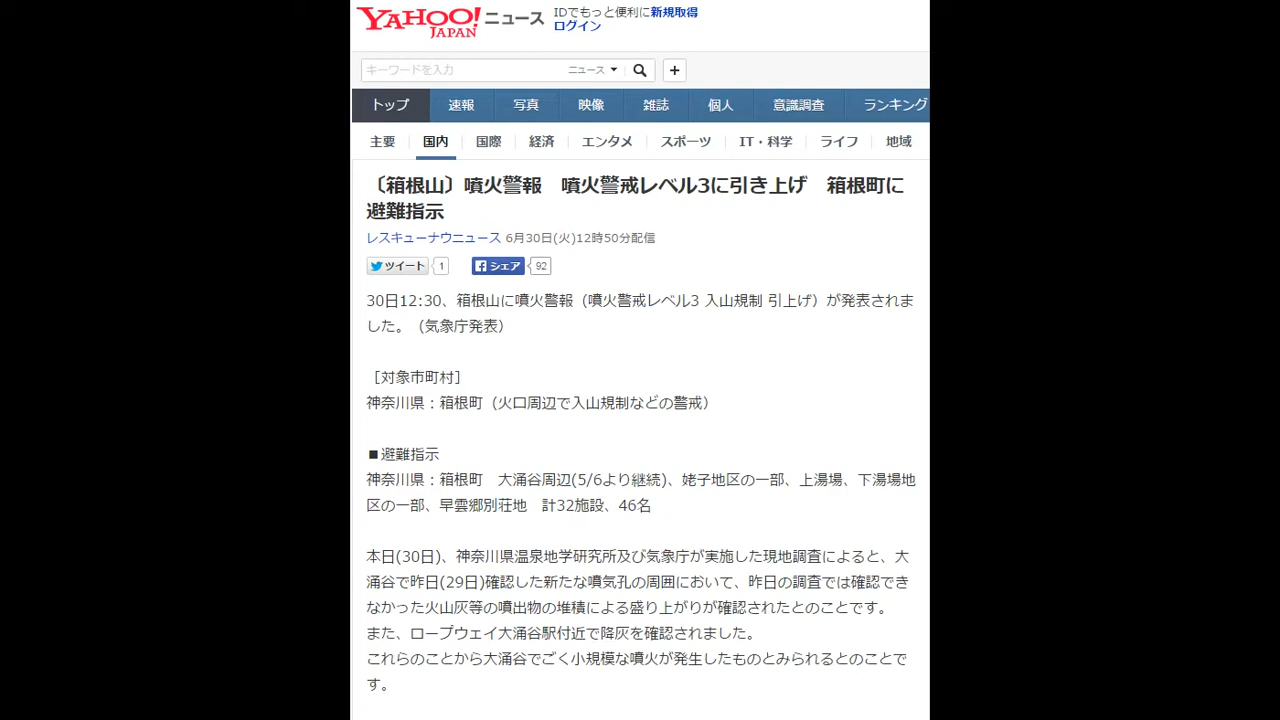 YAHOO! JAPAN ニュース
IDでもっと便利に新規取得
ログイン
キーワードを入力 ニュース
トップ 速報 写真 映像 雑誌 個人 意識調査 ランキング
主要 国内 国際 経済 エンタメ スポーツ IT・科学 ライフ 地域
〔箱根山〕噴火警報　噴火警戒レベル3に引き上げ　箱根町に
避難指示
レスキューナウニュース 6月30日(火)12時50分配信
ツイート 1 シェア 92
30日12:30、箱根山に噴火警報（噴火警戒レベル3 入山規制 引上げ）が発表されま
した。（気象庁発表）
［対象市町村］
神奈川県：箱根町（火口周辺で入山規制などの警戒）
■避難指示
神奈川県：箱根町　大涌谷周辺(5/6より継続)、姥子地区の一部、上湯場、下湯場地
区の一部、早雲郷別荘地　計32施設、46名
本日(30日)、神奈川県温泉地学研究所及び気象庁が実施した現地調査によると、大
涌谷で昨日(29日)確認した新たな噴気孔の周囲において、昨日の調査では確認でき
なかった火山灰等の噴出物の堆積による盛り上がりが確認されたとのことです。
また、ロープウェイ大涌谷駅付近で降灰を確認されました。
これらのことから大涌谷でごく小規模な噴火が発生したものとみられるとのことで
す。